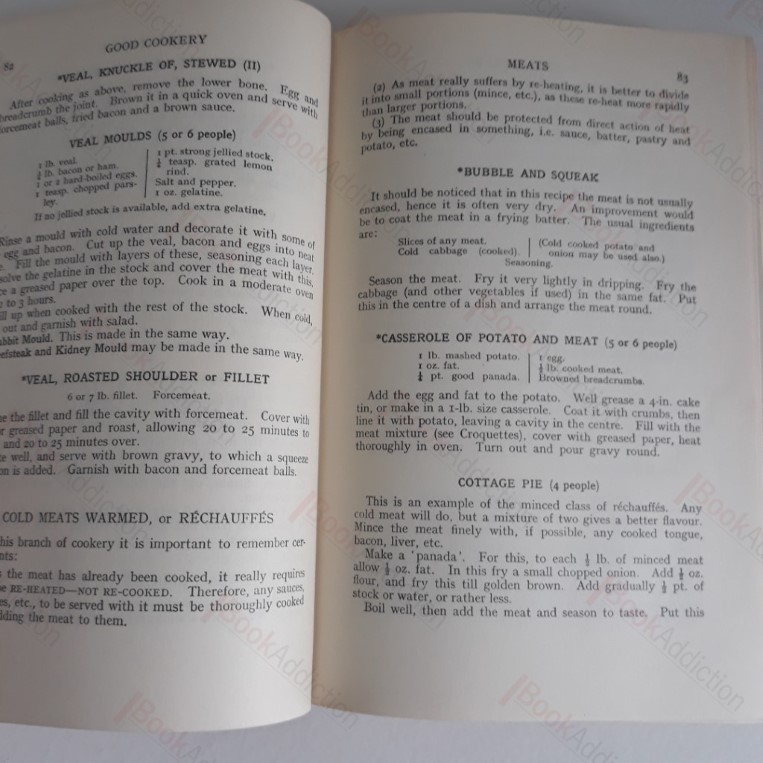 82
GOOD COOKERY
*VEAL, KNUCKLE OF, STEWED (II)
After cooking as above, remove the lower bone. Egg and
breadcrumb the joint. Brown it in a quick oven and serve with
forcemeat balls, fried bacon and a brown sauce.
VEAL MOULDS (5 or 6 people)
1 lb. veal.
½ lb. bacon or ham.
1 or 2 hard-boiled eggs.
1 teasp. chopped pars-
ley.
1 pt. strong jellied stock.
½ teasp. grated lemon
rind.
Salt and pepper.
1 oz. gelatine.
If no jellied stock is available, add extra gelatine.
Rinse a mould with cold water and decorate it with some of
egg and bacon. Cut up the veal, bacon and eggs into neat
Fill the mould with layers of these, seasoning each layer.
solve the gelatine in the stock and cover the meat with this.
a greased paper over the top. Cook in a moderate oven
to 3 hours.
ll up when cooked with the rest of the stock. When cold,
out and garnish with salad.
abbit Mould. This is made in the same way.
efsteak and Kidney Mould may be made in the same way.
*VEAL, ROASTED SHOULDER or FILLET
6 or 7 lb. fillet. Forcemeat.
e the fillet and fill the cavity with forcemeat. Cover with
r greased paper and roast, allowing 20 to 25 minutes to
and 20 to 25 minutes over.
e well, and serve with brown gravy, to which a squeeze
on is added. Garnish with bacon and forcemeat balls.
COLD MEATS WARMED, or RÉCHAUFFÉS
his branch of cookery it is important to remember cer-
nts:
the meat has already been cooked, it really requires
e RE-HEATED—NOT RE-COOKED. Therefore, any sauces,
es, etc., to be served with it must be thoroughly cooked
lding the meat to them.
MEATS
83
(2) As meat really suffers by re-heating, it is better to divide
it into small portions (mince, etc.), as these re-heat more rapidly
than larger portions.
(3) The meat should be protected from direct action of heat
by being encased in something, i.e. sauce, batter, pastry and
potato, etc.
*BUBBLE AND SQUEAK
It should be noticed that in this recipe the meat is not usually
encased, hence it is often very dry. An improvement would
be to coat the meat in a frying batter. The usual ingredients
are:
Slices of any meat.
Cold cabbage (cooked).
(Cold cooked potato and
onion may be used also.)
Seasoning.
Season the meat. Fry it very lightly in dripping. Fry the
cabbage (and other vegetables if used) in the same fat. Put
this in the centre of a dish and arrange the meat round.
*CASSEROLE OF POTATO AND MEAT (5 or 6 people)
1 lb. mashed potato.
1 oz. fat.
¼ pt. good panada.
1 egg.
½ lb. cooked meat.
Browned breadcrumbs.
Add the egg and fat to the potato. Well grease a 4-in. cake
tin, or make in a 1-lb. size casserole. Coat it with crumbs, then
line it with potato, leaving a cavity in the centre. Fill with the
meat mixture (see Croquettes), cover with greased paper, heat
thoroughly in oven. Turn out and pour gravy round.
COTTAGE PIE (4 people)
This is an example of the minced class of réchauffés. Any
cold meat will do, but a mixture of two gives a better flavour.
Mince the meat finely with, if possible, any cooked tongue,
bacon, liver, etc.
Make a 'panada'. For this, to each ½ lb. of minced meat
allow ½ oz. fat. In this fry a small chopped onion. Add ½ oz.
flour, and fry this till golden brown. Add gradually ½ pt. of
stock or water, or rather less.
Boil well, then add the meat and season to taste. Put this
BookAddiction